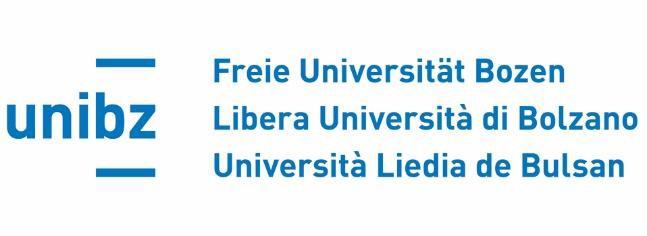 unibz
Freie Universität Bozen
Libera Università di Bolzano
Università Liedia de Bulsan